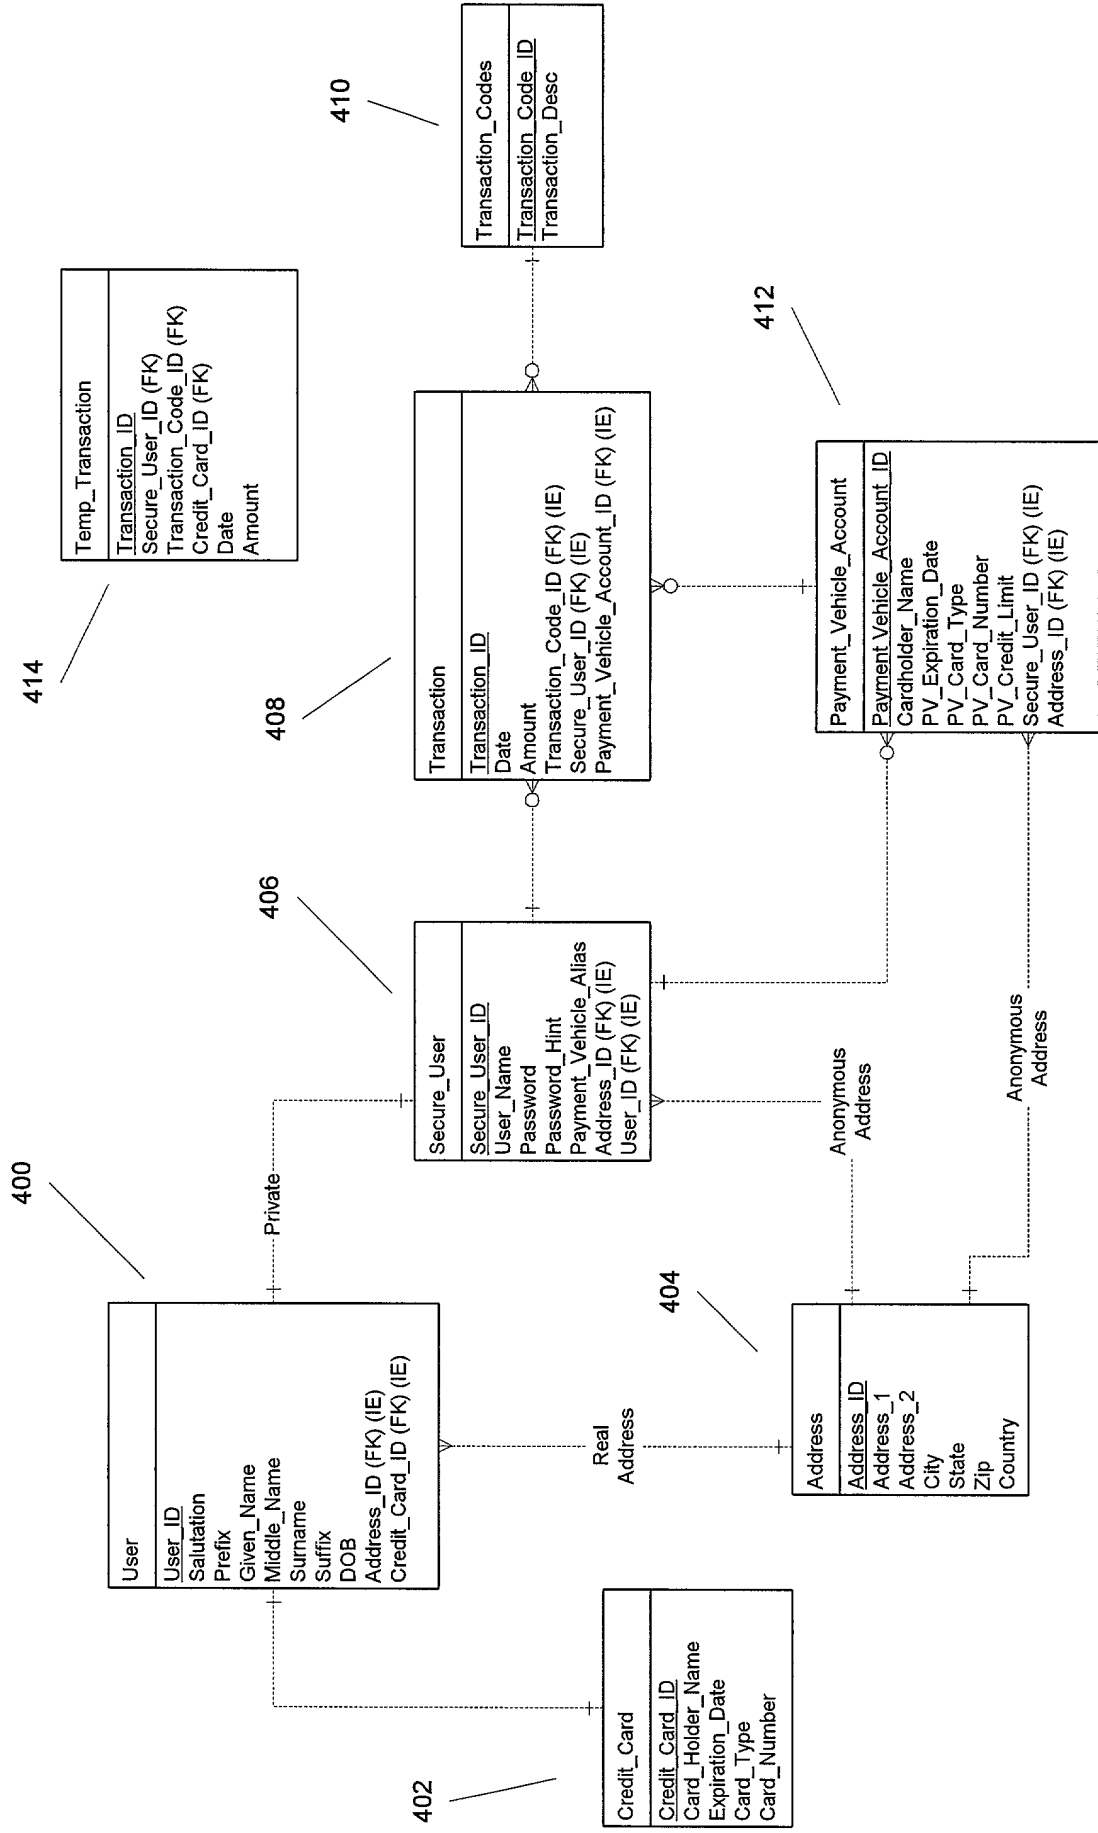 414
Temp_Transaction
Transaction_ID
Secure_User_ID (FK)
Transaction_Code_ID (FK)
Credit_Card_ID (FK)
Date
Amount
400
User
User_ID
Salutation
Prefix
Given_Name
Middle_Name
Surname
Suffix
DOB
Address_ID (FK) (IE)
Credit_Card_ID (FK) (IE)
Private
406
Secure_User
Secure_User_ID
User_Name
Password
Password_Hint
Payment_Vehicle_Alias
Address_ID (FK) (IE)
User_ID (FK) (IE)
408
Transaction
Transaction_ID
Date
Amount
Transaction_Code_ID (FK) (IE)
Secure_User_ID (FK) (IE)
Payment_Vehicle_Account_ID (FK) (IE)
410
Transaction_Codes
Transaction_Code_ID
Transaction_Desc
402
Credit_Card
Credit_Card_ID
Card_Holder_Name
Expiration_Date
Card_Type
Card_Number
Real
Address
404
Address
Address_ID
Address_1
Address_2
City
State
Zip
Country
Anonymous
Address
Anonymous
Address
412
Payment_Vehicle_Account
Payment_Vehicle_Account_ID
Cardholder_Name
PV_Expiration_Date
PV_Card_Type
PV_Card_Number
PV_Credit_Limit
Secure_User_ID (FK) (IE)
Address_ID (FK) (IE)